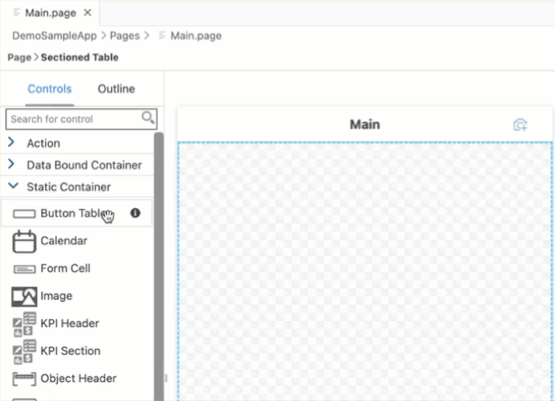 Main.page
DemoSampleApp > Pages > Main.page
Page > Sectioned Table
Controls Outline
Search for control
Action
Data Bound Container
Static Container
Button Table
Calendar
Form Cell
Image
KPI Header
KPI Section
Object Header
Main